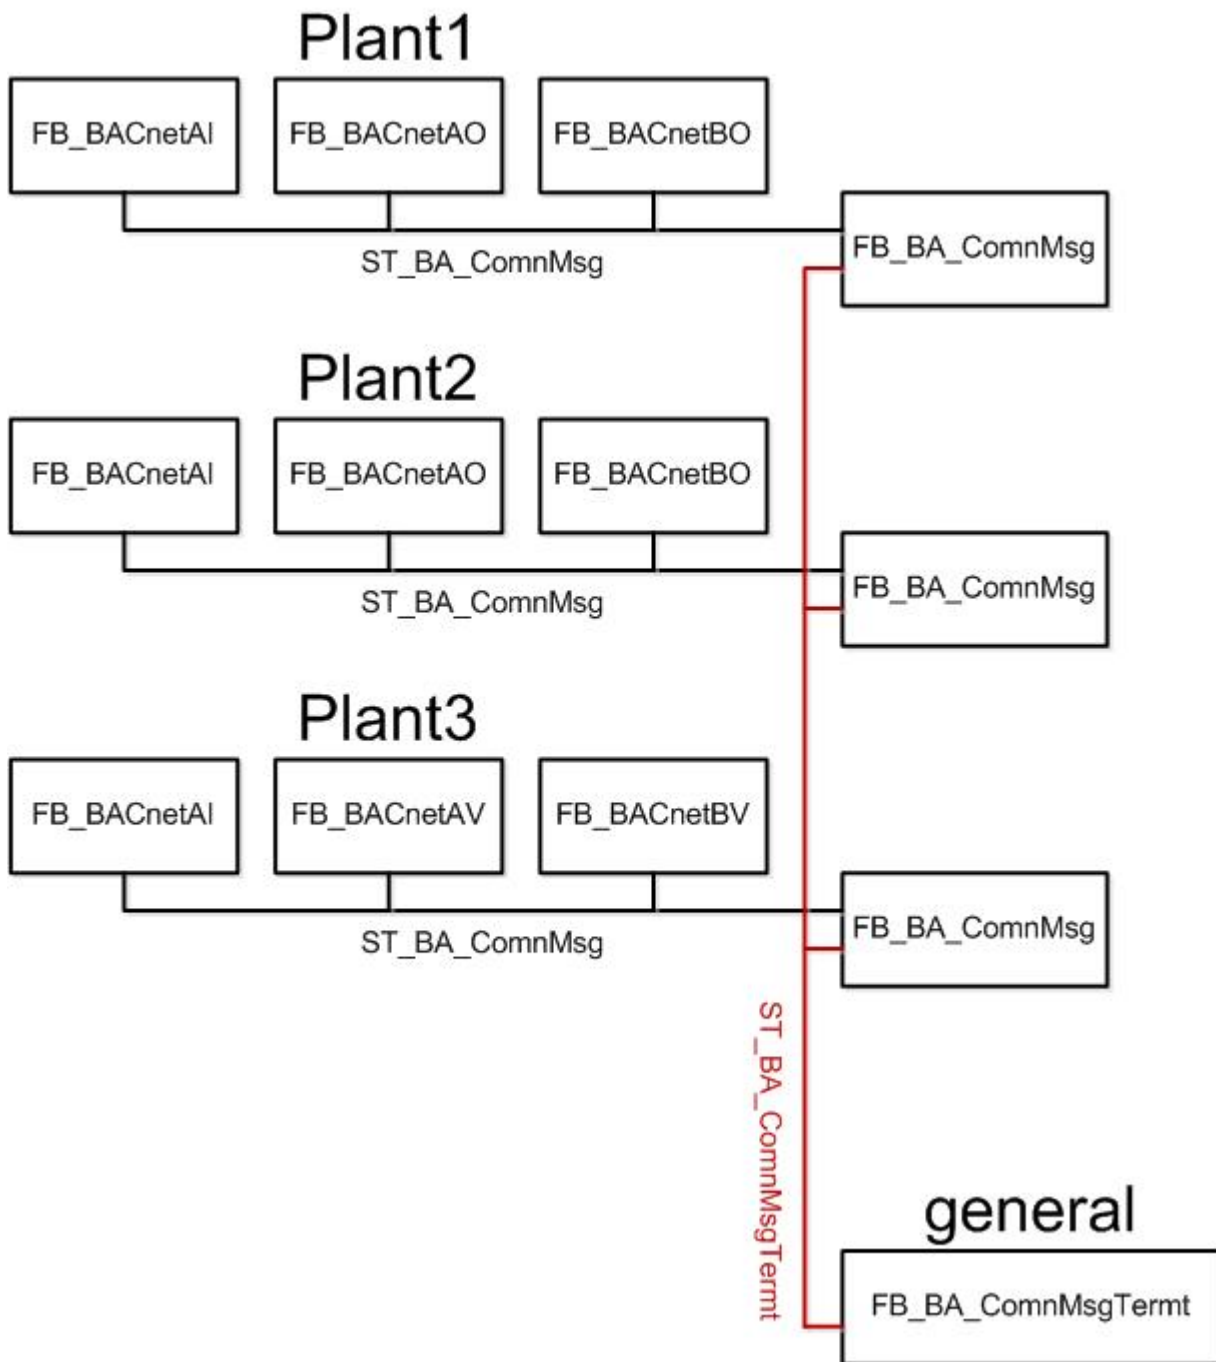 Plant1
FB_BACnetAI
FB_BACnetAO
FB_BACnetBO
FB_BA_ComnMsg
ST_BA_ComnMsg
Plant2
FB_BACnetAI
FB_BACnetAO
FB_BACnetBO
FB_BA_ComnMsg
ST_BA_ComnMsg
Plant3
FB_BACnetAI
FB_BACnetAV
FB_BACnetBV
FB_BA_ComnMsg
ST_BA_ComnMsg
ST_BA_ComnMsgTermt
general
FB_BA_ComnMsgTermt